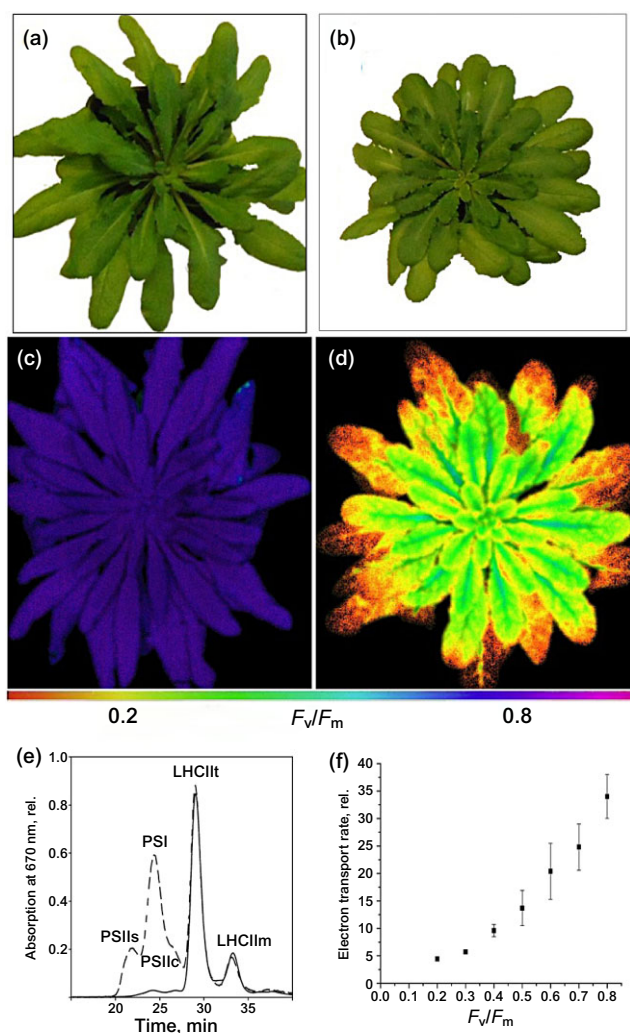 (a)
(b)
(c)
(d)
0.2
Fv/Fm
0.8
(e)
1.0
0.8
0.6
0.4
0.2
Absorption at 670 nm, rel.
LHCIIt
PSI
PSIIs
PSIIc
LHCIIm
20 25 30 33 35
Time, min
(f)
40
35
30
25
20
15
10
5
0
Electron transport rate, rel.
0.0 0.1 0.2 0.3 0.4 0.5 0.6 0.7 0.8
Fv/Fm